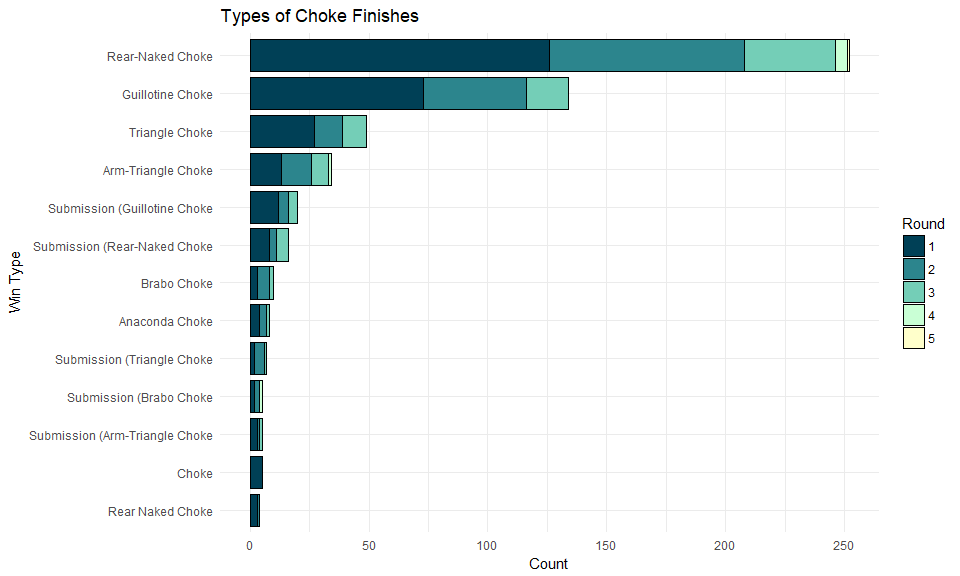 Types of Choke Finishes
Rear-Naked Choke
Guillotine Choke
Triangle Choke
Arm-Triangle Choke
Submission (Guillotine Choke
Submission (Rear-Naked Choke
Brabo Choke
Anaconda Choke
Submission (Triangle Choke
Submission (Brabo Choke
Submission (Arm-Triangle Choke
Choke
Rear Naked Choke
Win Type
0 50 100 150 200 250
Count
Round
1
2
3
4
5